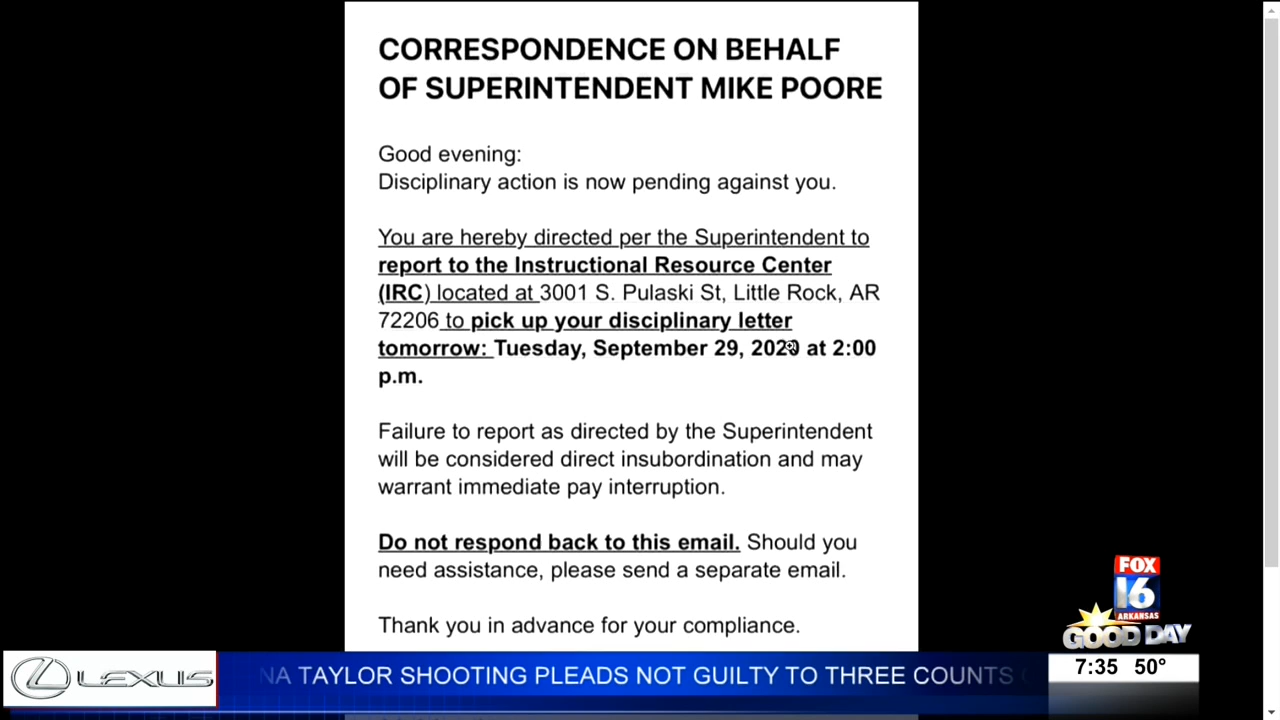 CORRESPONDENCE ON BEHALF
OF SUPERINTENDENT MIKE POORE
Good evening:
Disciplinary action is now pending against you.
You are hereby directed per the Superintendent to
report to the Instructional Resource Center
(IRC) located at 3001 S. Pulaski St, Little Rock, AR
72206 to pick up your disciplinary letter
tomorrow: Tuesday, September 29, 2020 at 2:00
p.m.
Failure to report as directed by the Superintendent
will be considered direct insubordination and may
warrant immediate pay interruption.
Do not respond back to this email. Should you
need assistance, please send a separate email.
Thank you in advance for your compliance.
FOX
16
ARKANSAS
GOOD DAY
7:35 50°
LEXUS
NA TAYLOR SHOOTING PLEADS NOT GUILTY TO THREE COUNTS